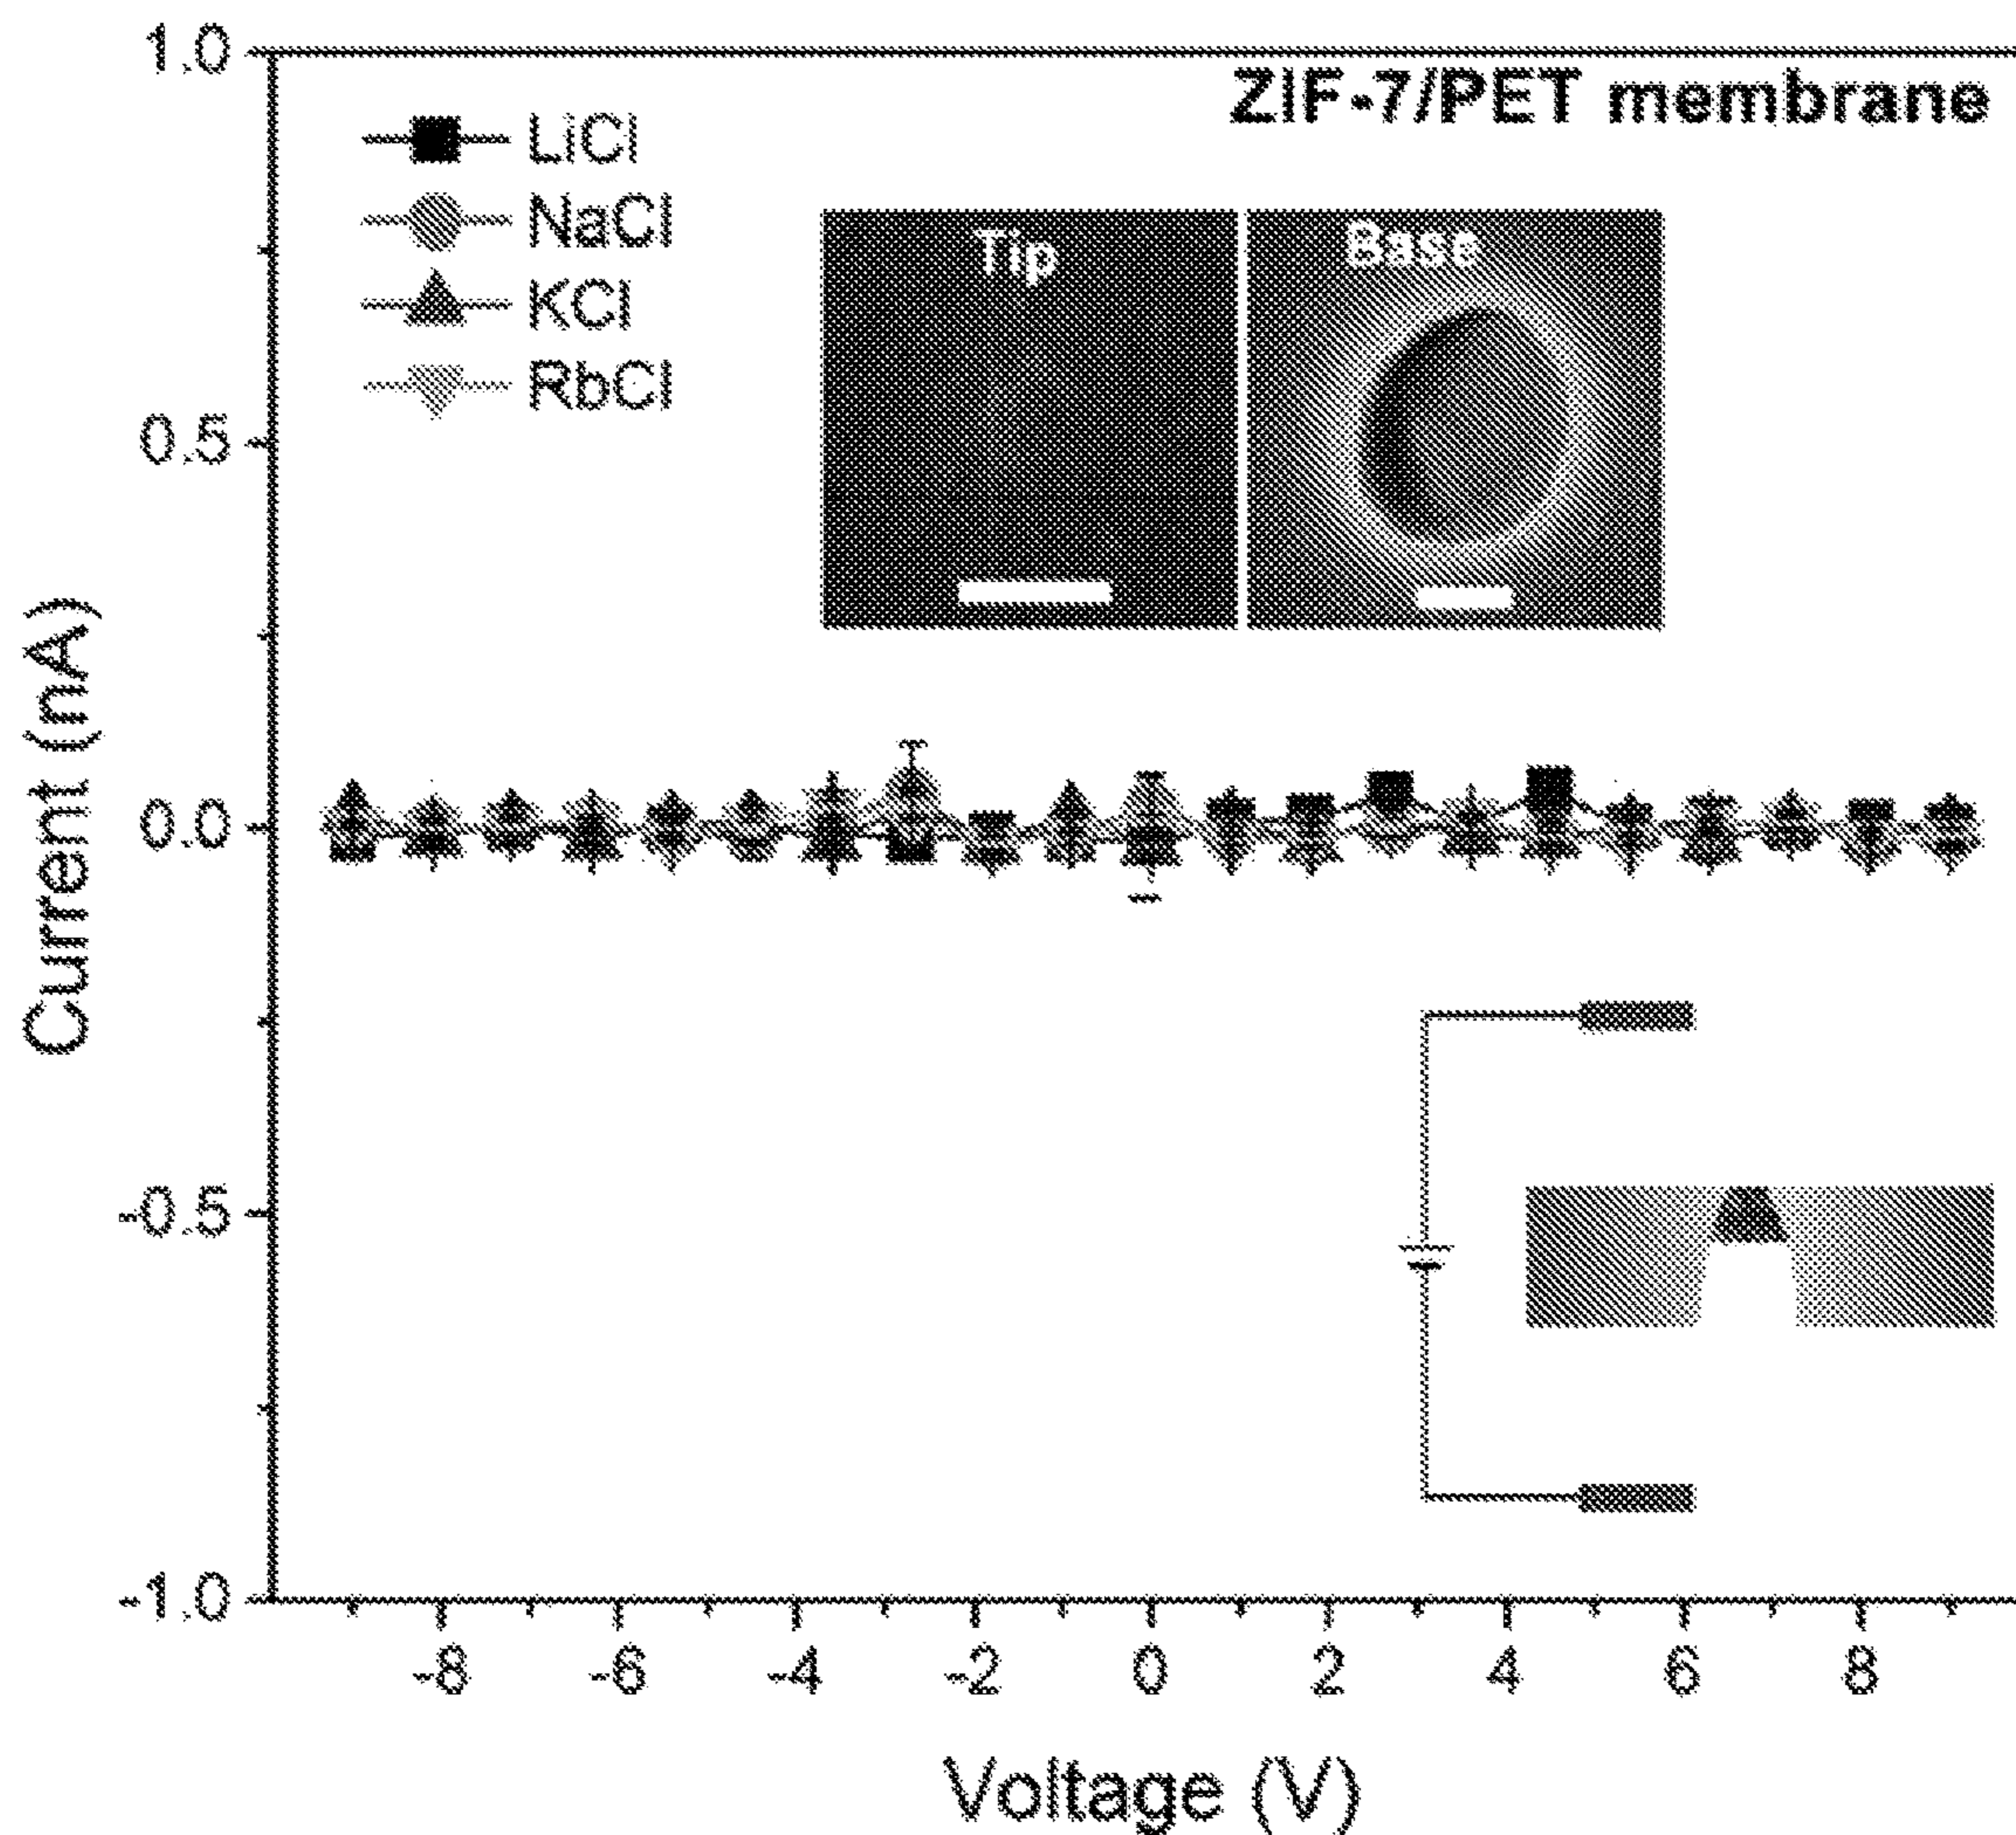 ZIF-7/PET membrane
LiCl
NaCl
KCl
RbCl
Tip
Base
1.0
0.5
0.0
-0.5
-1.0
Current (nA)
-8 -6 -4 -2 0 2 4 6 8
Voltage (V)